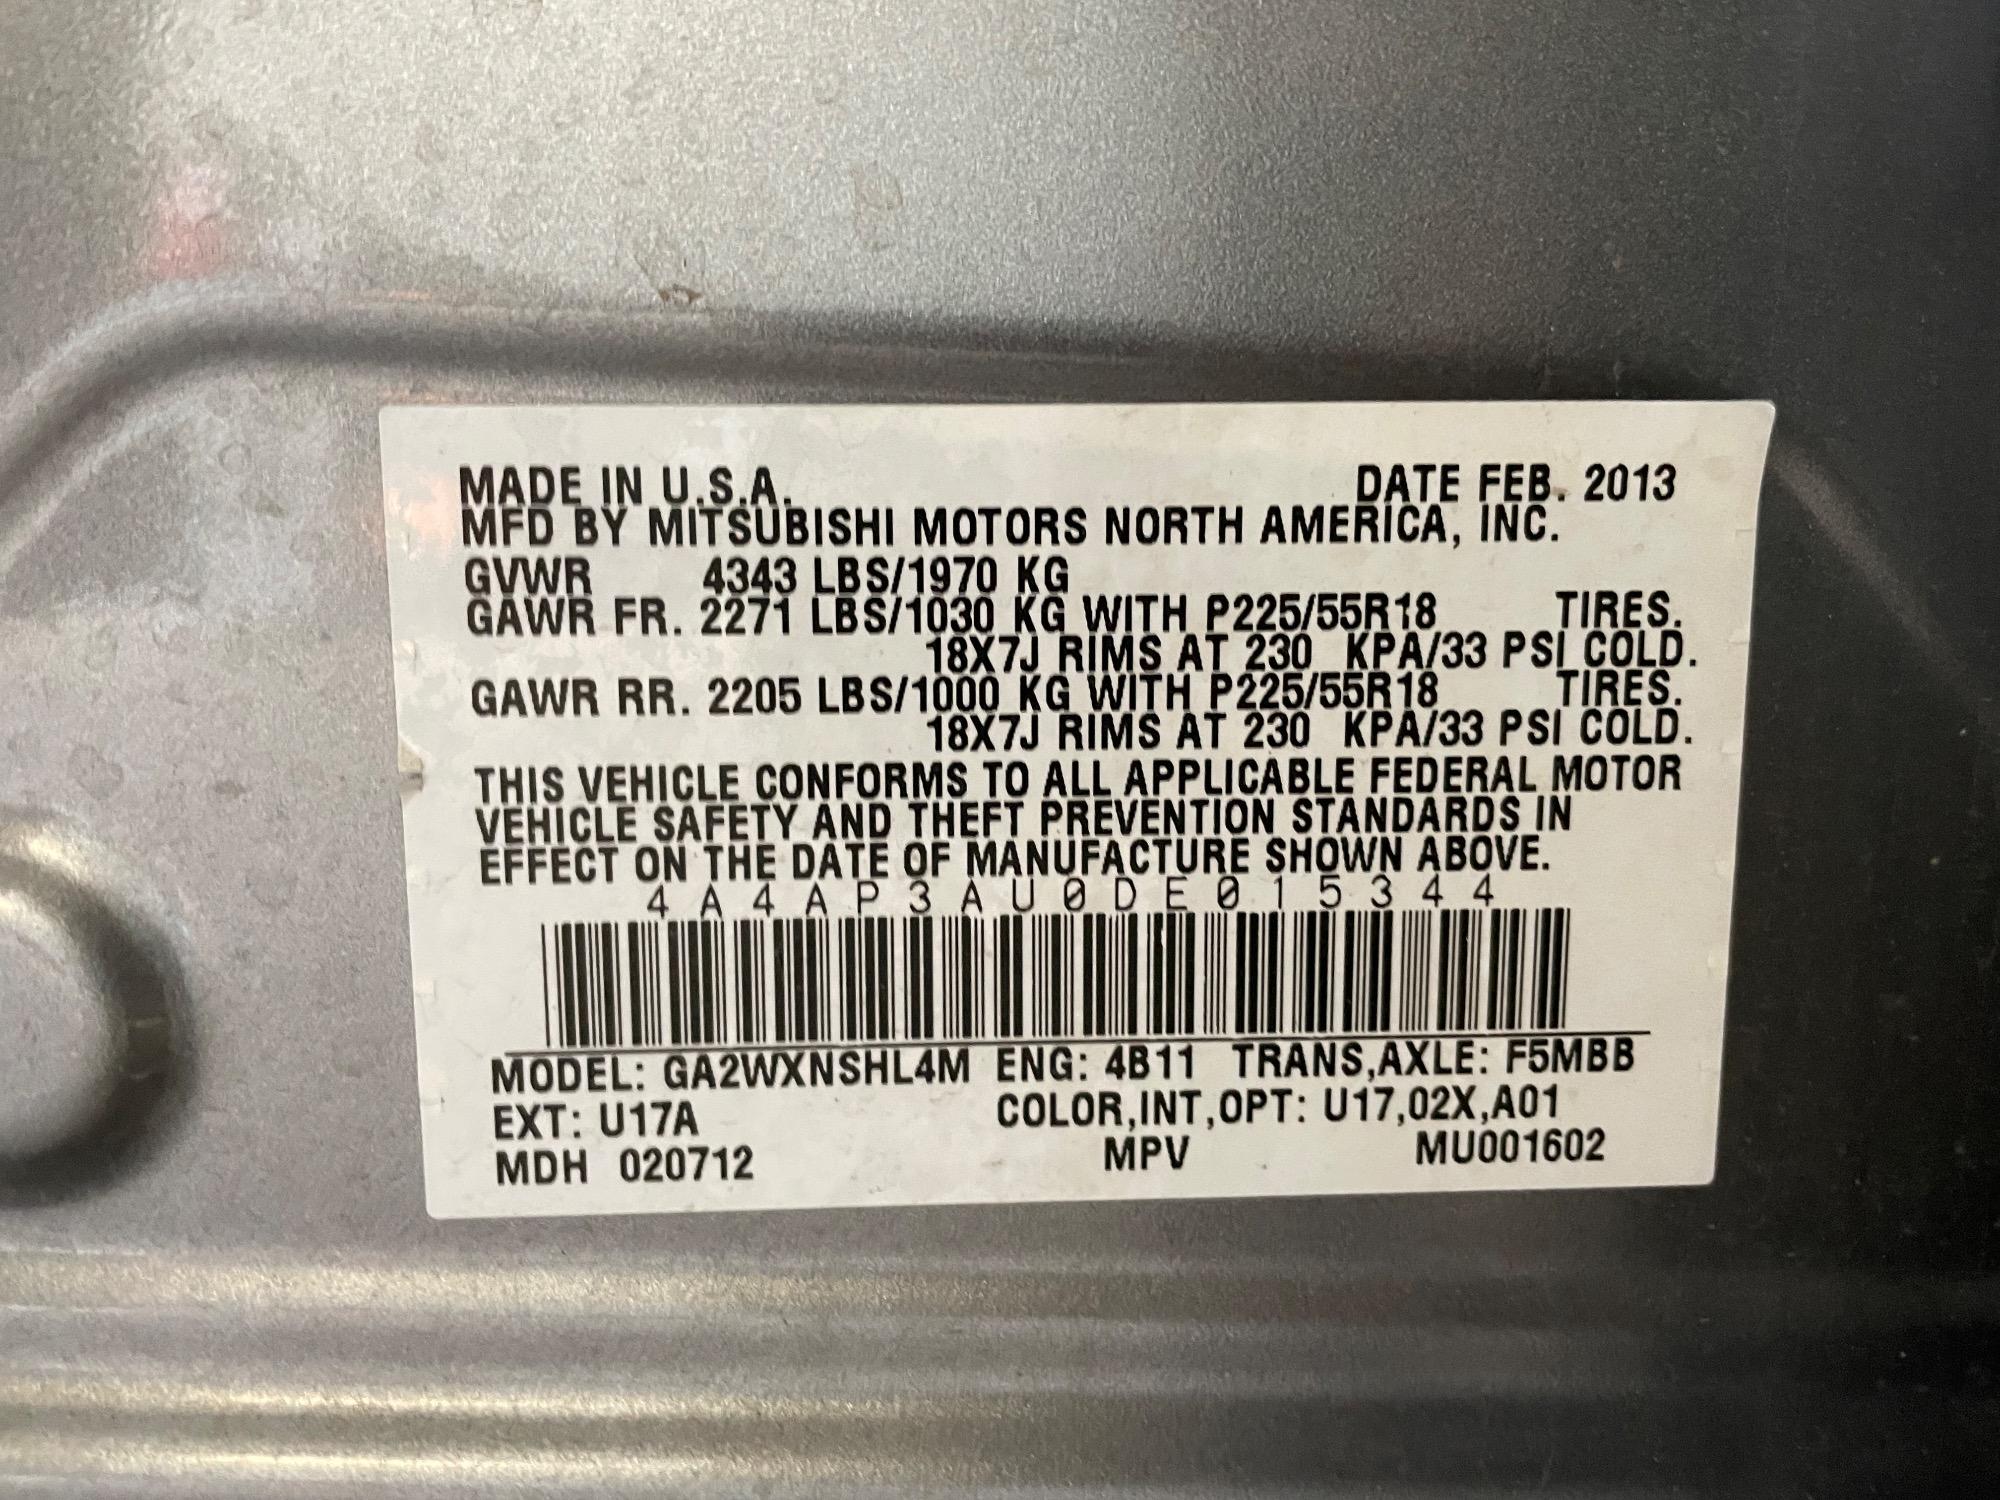 MADE IN U.S.A. DATE FEB. 2013
MFD BY MITSUBISHI MOTORS NORTH AMERICA, INC.
GVWR 4343 LBS/1970 KG
GAWR FR. 2271 LBS/1030 KG WITH P225/55R18 TIRES.
18X7J RIMS AT 230 KPA/33 PSI COLD.
GAWR RR. 2205 LBS/1000 KG WITH P225/55R18 TIRES.
18X7J RIMS AT 230 KPA/33 PSI COLD.
THIS VEHICLE CONFORMS TO ALL APPLICABLE FEDERAL MOTOR
VEHICLE SAFETY AND THEFT PREVENTION STANDARDS IN
EFFECT ON THE DATE OF MANUFACTURE SHOWN ABOVE.
4A4AP3AU0DE015344
MODEL: GA2WXNSHL4M ENG: 4B11 TRANS,AXLE: F5MBB
EXT: U17A COLOR,INT,OPT: U17,02X,A01
MDH 020712 MPV MU001602